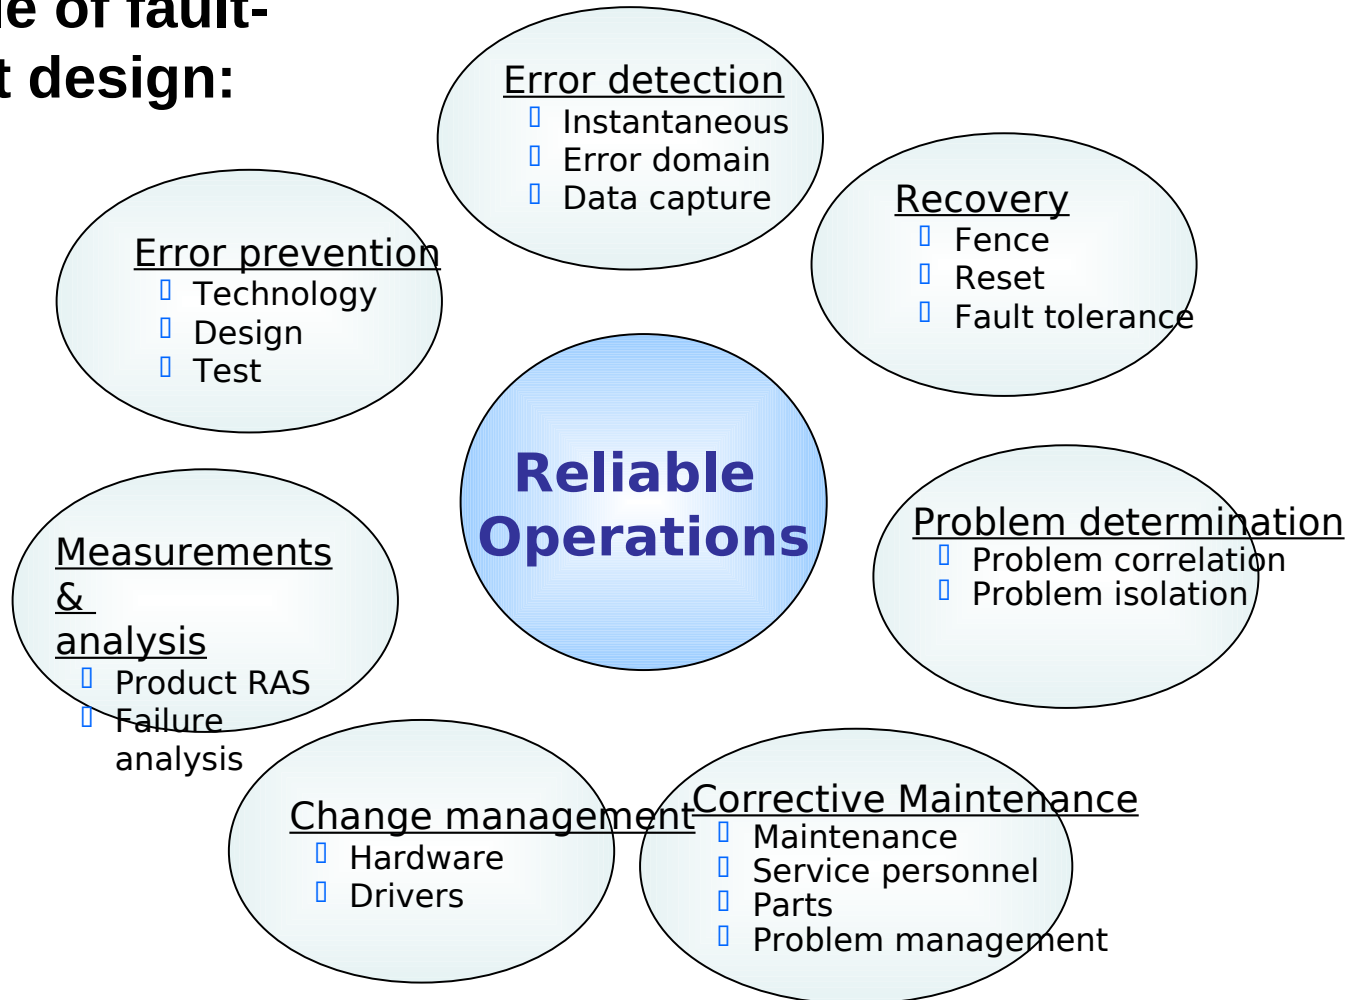 le of fault-
t design:
Error detection
Instantaneous
Error domain
Data capture
Recovery
Fence
Reset
Fault tolerance
Error prevention
Technology
Design
Test
Reliable
Operations
Problem determination
Problem correlation
Problem isolation
Measurements
&
analysis
Product RAS
Failure
analysis
Change management
Hardware
Drivers
Corrective Maintenance
Maintenance
Service personnel
Parts
Problem management